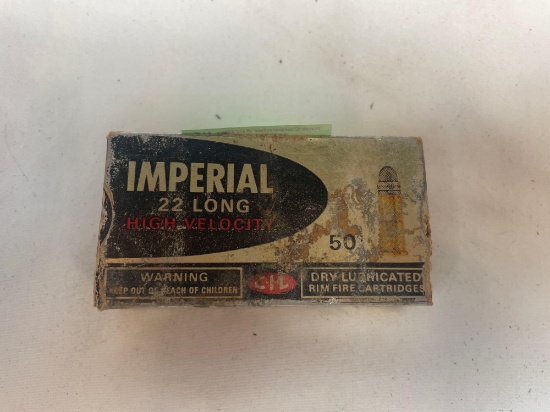 IMPERIAL
22 LONG
HIGH VELOCITY
50
WARNING
KEEP OUT OF REACH OF CHILDREN
C-I-L
DRY LUBRICATED
RIM FIRE CARTRIDGES